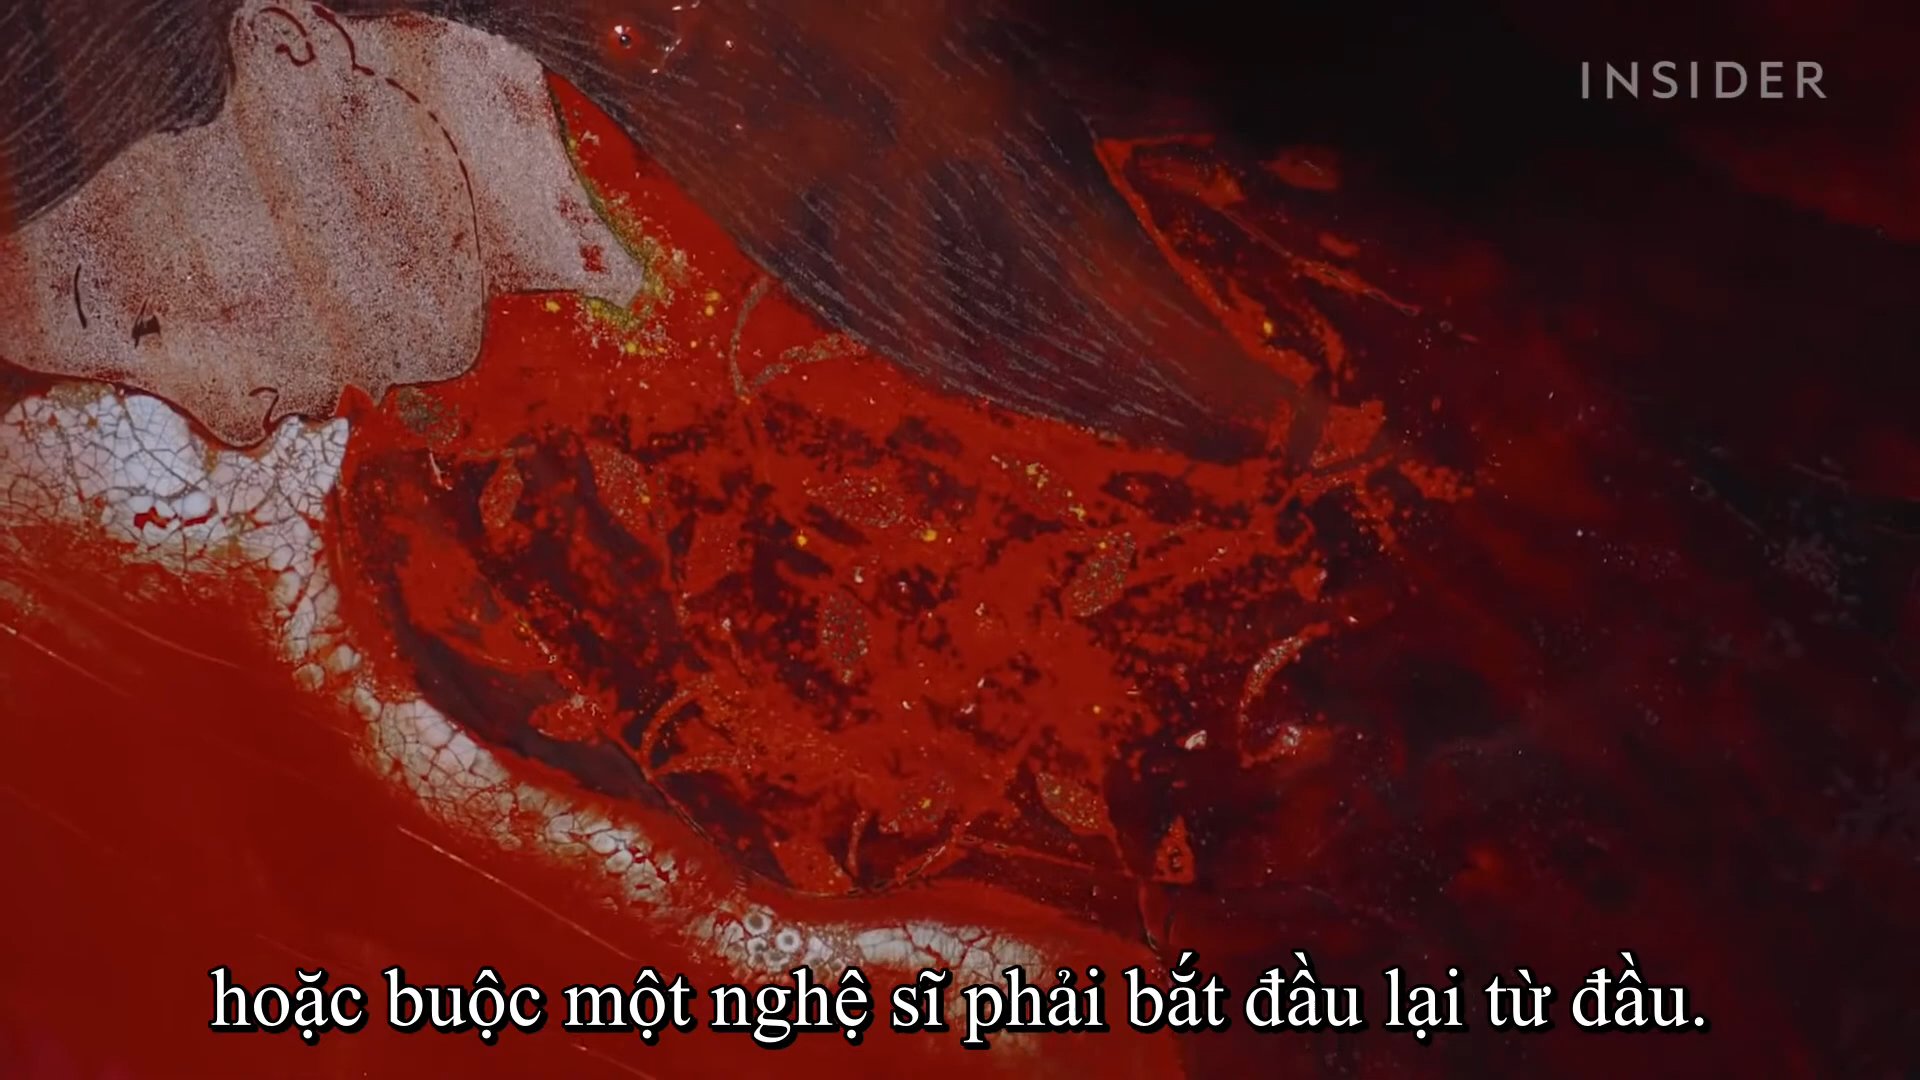 INSIDER
hoặc buộc một nghệ sĩ phải bắt đầu lại từ đầu.